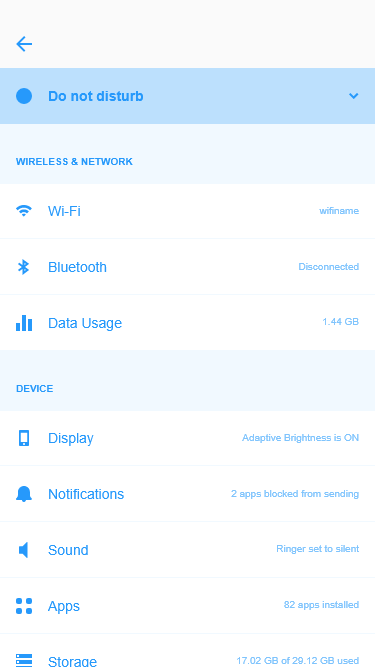 Do not disturb
WIRELESS & NETWORK
Wi-Fi wifiname
Bluetooth Disconnected
Data Usage 1.44 GB
DEVICE
Display Adaptive Brightness is ON
Notifications 2 apps blocked from sending
Sound Ringer set to silent
Apps 82 apps installed
Storage 17.02 GB of 29.12 GB used